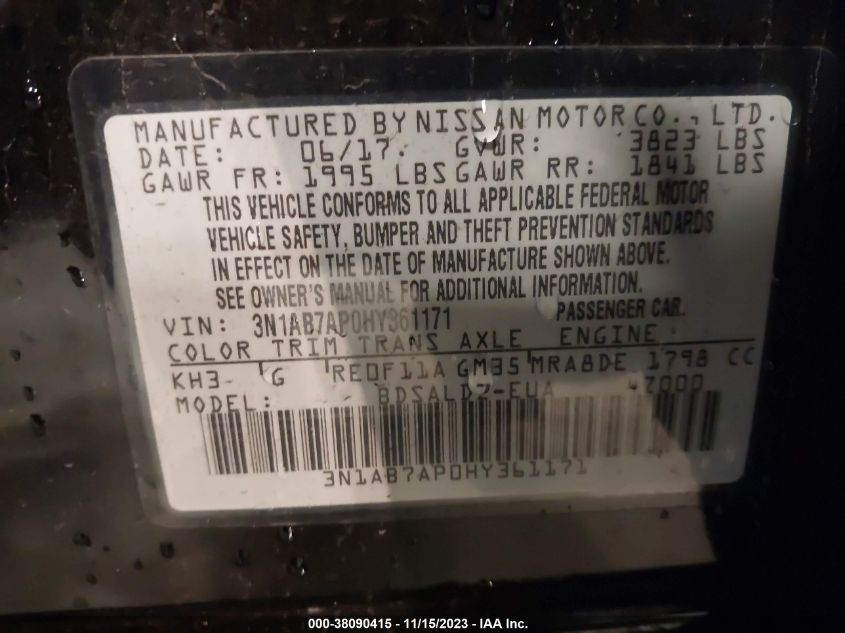 MANUFACTURED BY NISSAN MOTOR CO., LTD.
DATE: 06/17. GVWR: 3823 LBS
GAWR FR: 1995 LBS GAWR RR: 1841 LBS
THIS VEHICLE CONFORMS TO ALL APPLICABLE FEDERAL MOTOR
VEHICLE SAFETY, BUMPER AND THEFT PREVENTION STANDARDS
IN EFFECT ON THE DATE OF MANUFACTURE SHOWN ABOVE.
SEE OWNER'S MANUAL FOR ADDITIONAL INFORMATION.
VIN: 3N1AB7AP0HY361171 PASSENGER CAR.
COLOR TRIM TRANS AXLE ENGINE
KH3- G RE0F11A GM35 MRA8DE 1798 CC
MODEL: BDSALDZ-EUA
3N1AB7AP0HY361171
000-38090415 - 11/15/2023 - IAA Inc.